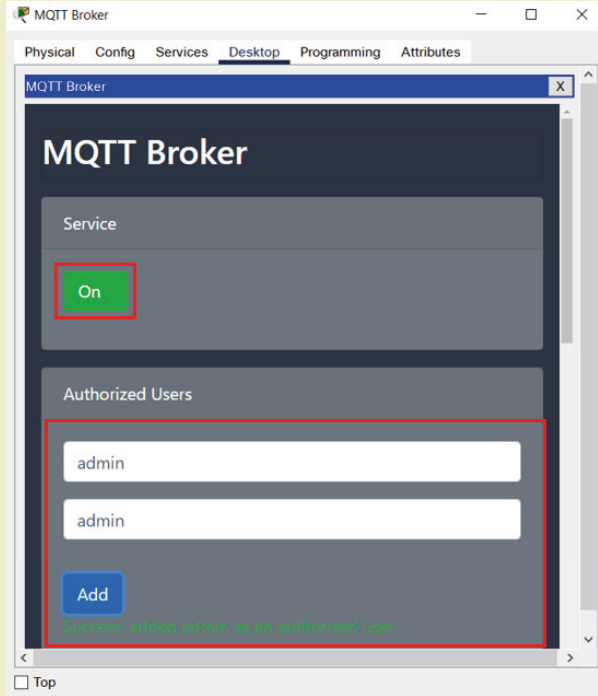 MQTT Broker
Physical Config Services Desktop Programming Attributes
MQTT Broker X
MQTT Broker
Service
On
Authorized Users
admin
admin
Add
Success: added admin as an authorized user.
Top